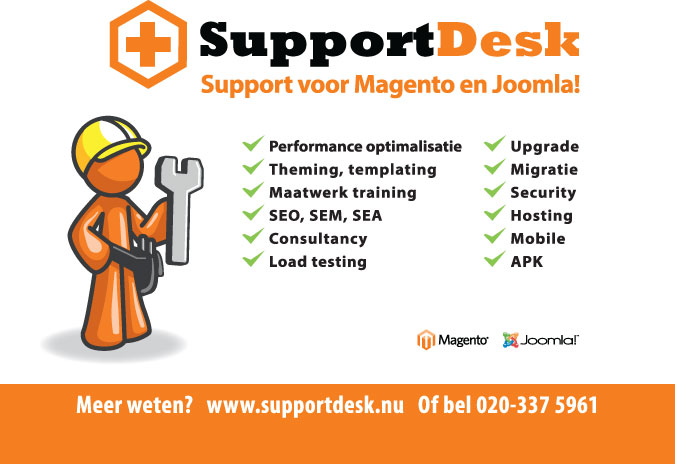 SupportDesk
Support voor Magento en Joomla!
Performance optimalisatie
Theming, templating
Maatwerk training
SEO, SEM, SEA
Consultancy
Load testing
Upgrade
Migratie
Security
Hosting
Mobile
APK
Magento®
Joomla!™
Meer weten? www.supportdesk.nu Of bel 020-337 5961